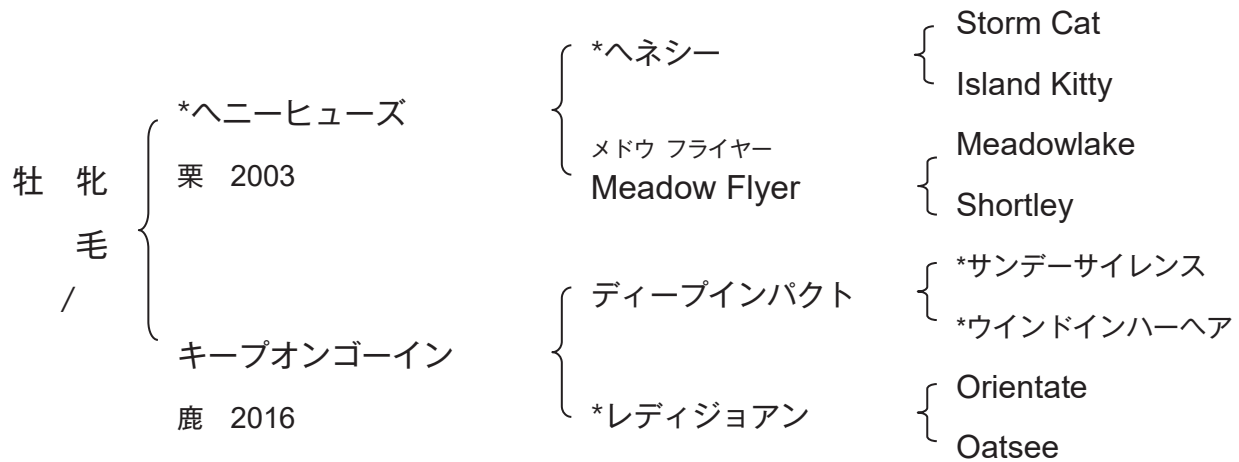 牡 牝
毛
/
*ヘニーヒューズ
栗 2003
キープオンゴーイン
鹿 2016
*ヘネシー
メドウ フライヤー
Meadow Flyer
ディープインパクト
*レディジョアン
Storm Cat
Island Kitty
Meadowlake
Shortley
*サンデーサイレンス
*ウインドインハーヘア
Orientate
Oatsee